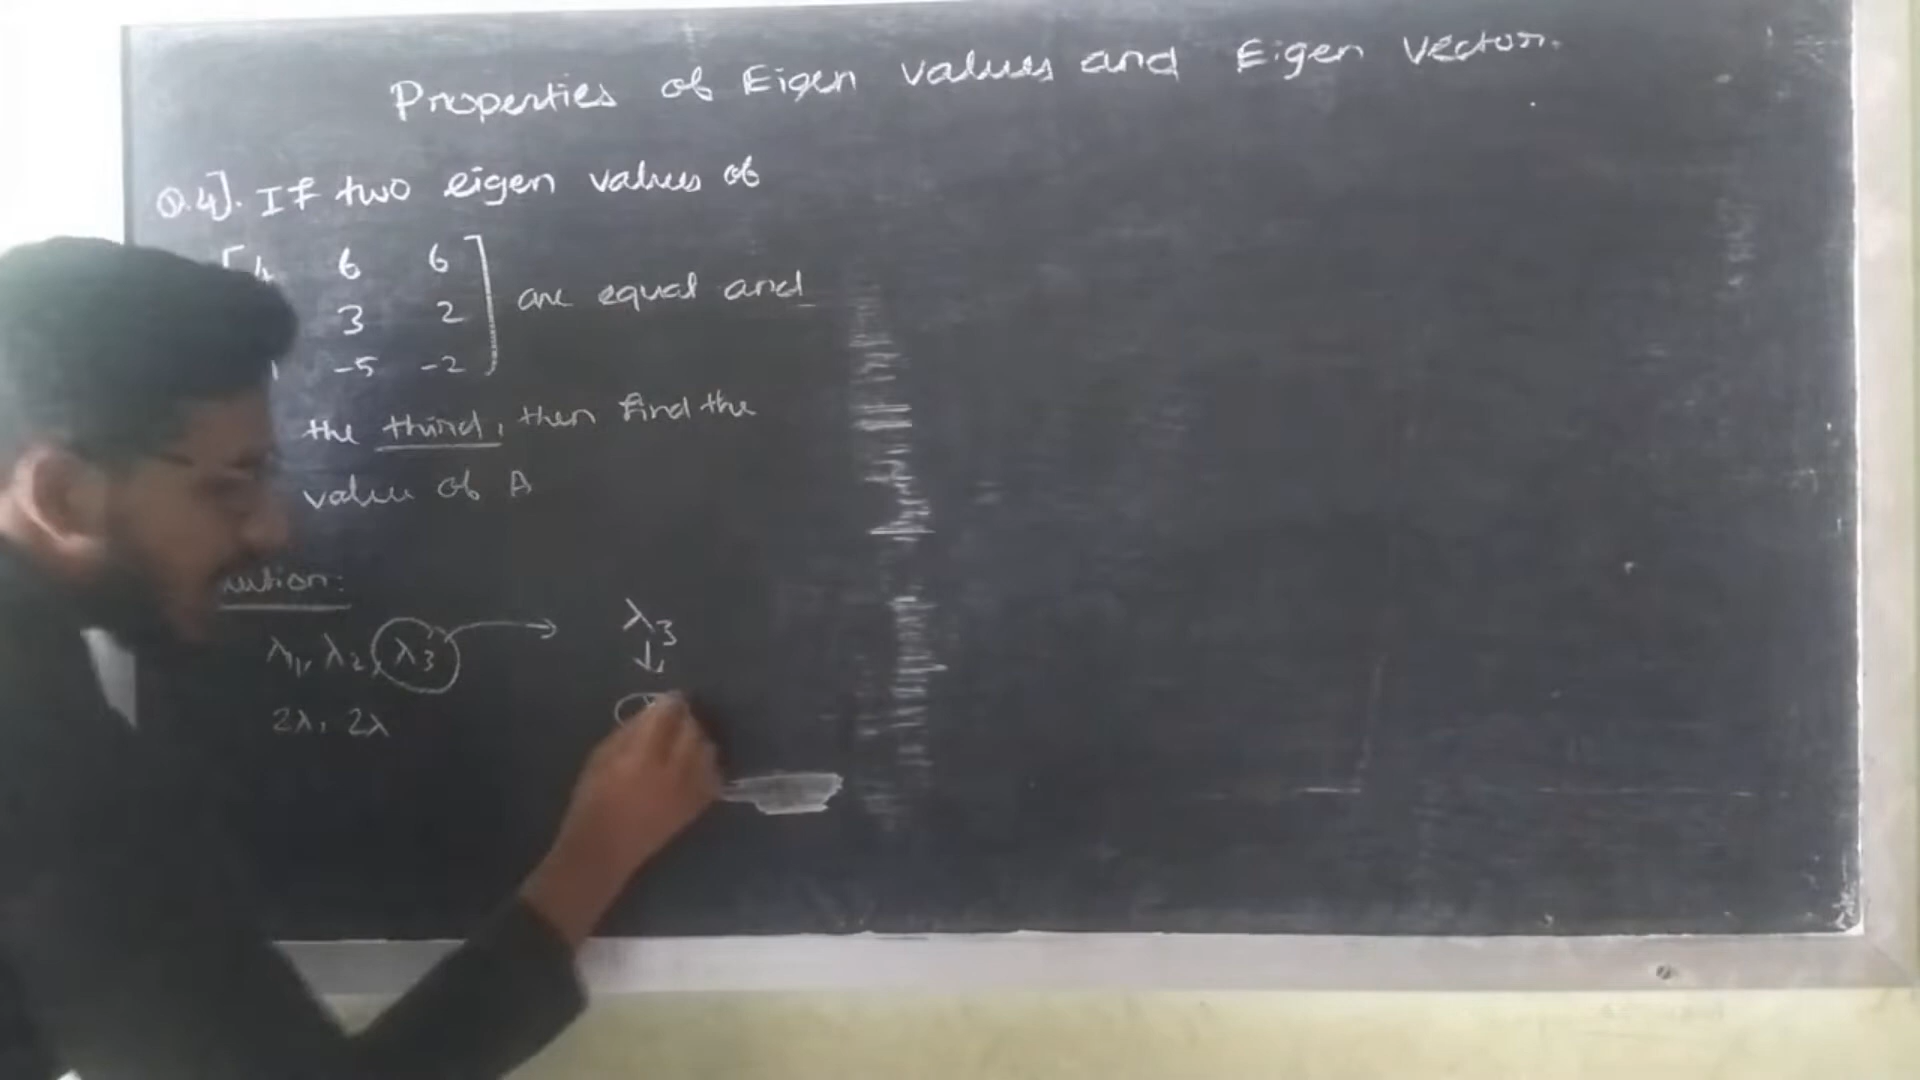 Properties of Eigen values and Eigen Vector.
Q.4]. If two eigen values of
6 6
3 2 are equal and
-5 -2
the third, then find the
value of A
λ1, λ2, λ3 → λ3
↓
2λ, 2λ